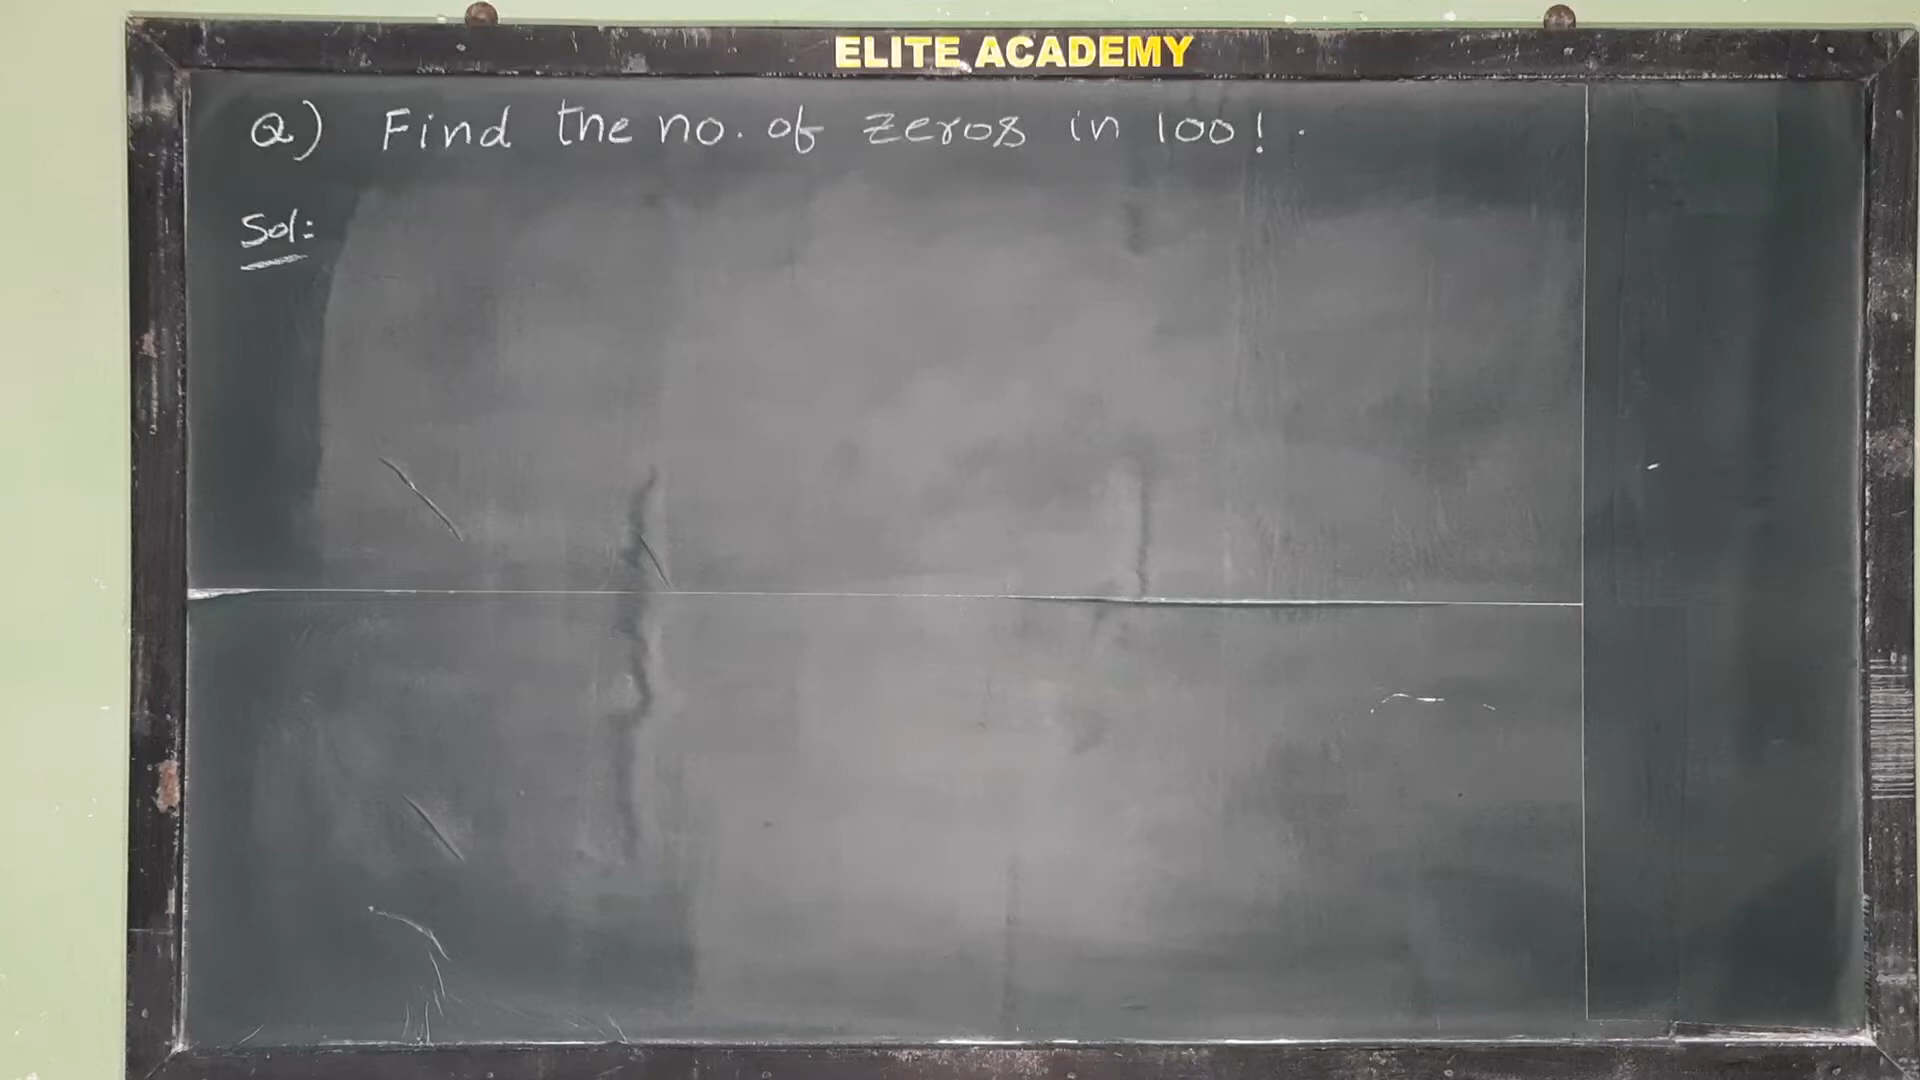 ELITE ACADEMY
Q) Find the no. of zeros in 100!.
Sol: